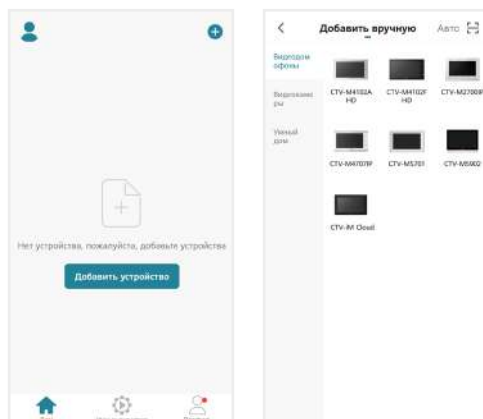 Нет устройства, пожалуйста, добавьте устройство
Добавить устройство
Добавить вручную
Авто
Видеодом
офоны
Видеокаме
ры
Умный
дом
CTV-M4102A
HD
CTV-M4102F
HD
CTV-M2700IP
CTV-M4707IP
CTV-M5701
CTV-M5902
CTV-iM Cloud